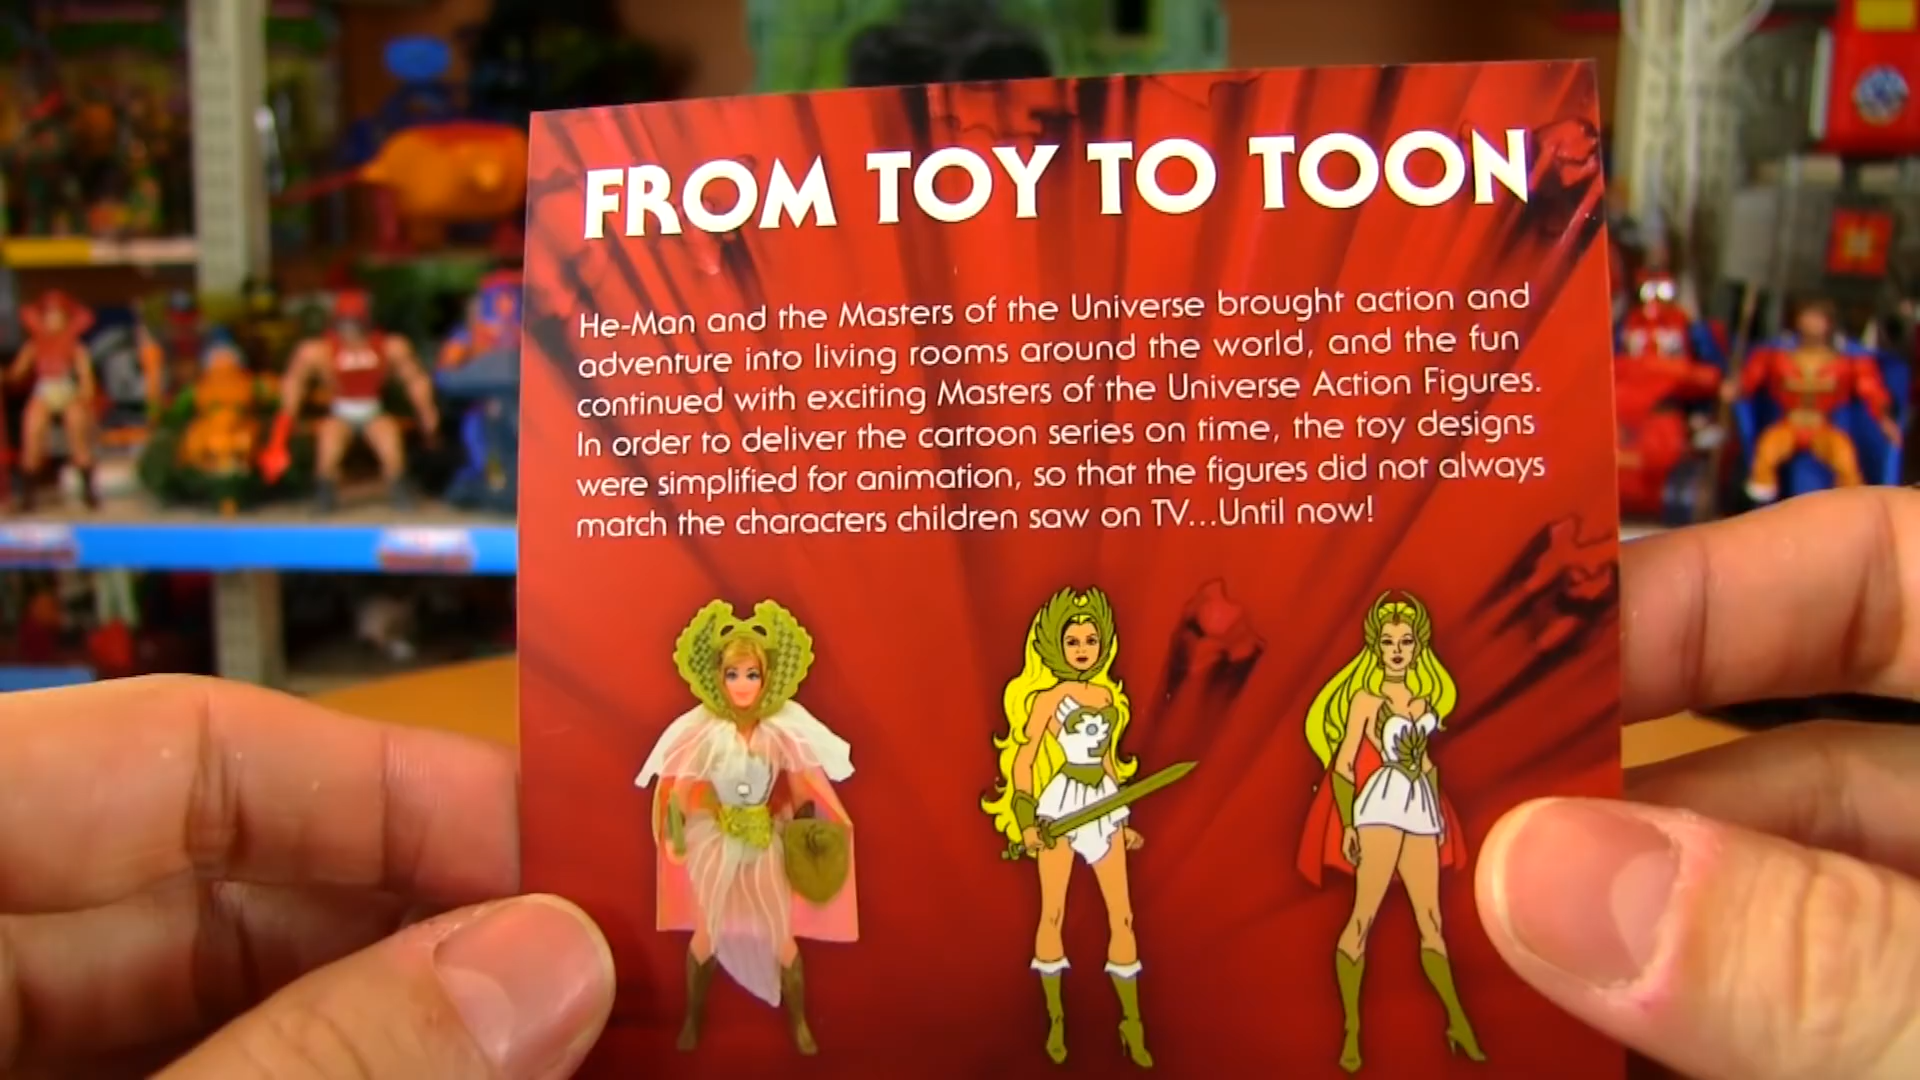 FROM TOY TO TOON
He-Man and the Masters of the Universe brought action and
adventure into living rooms around the world, and the fun
continued with exciting Masters of the Universe Action Figures.
In order to deliver the cartoon series on time, the toy designs
were simplified for animation, so that the figures did not always
match the characters children saw on TV...Until now!